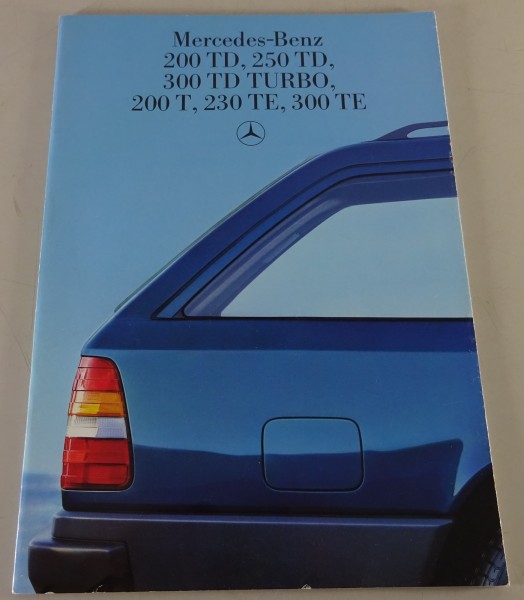 Mercedes-Benz
200 TD, 250 TD,
300 TD TURBO,
200 T, 230 TE, 300 TE